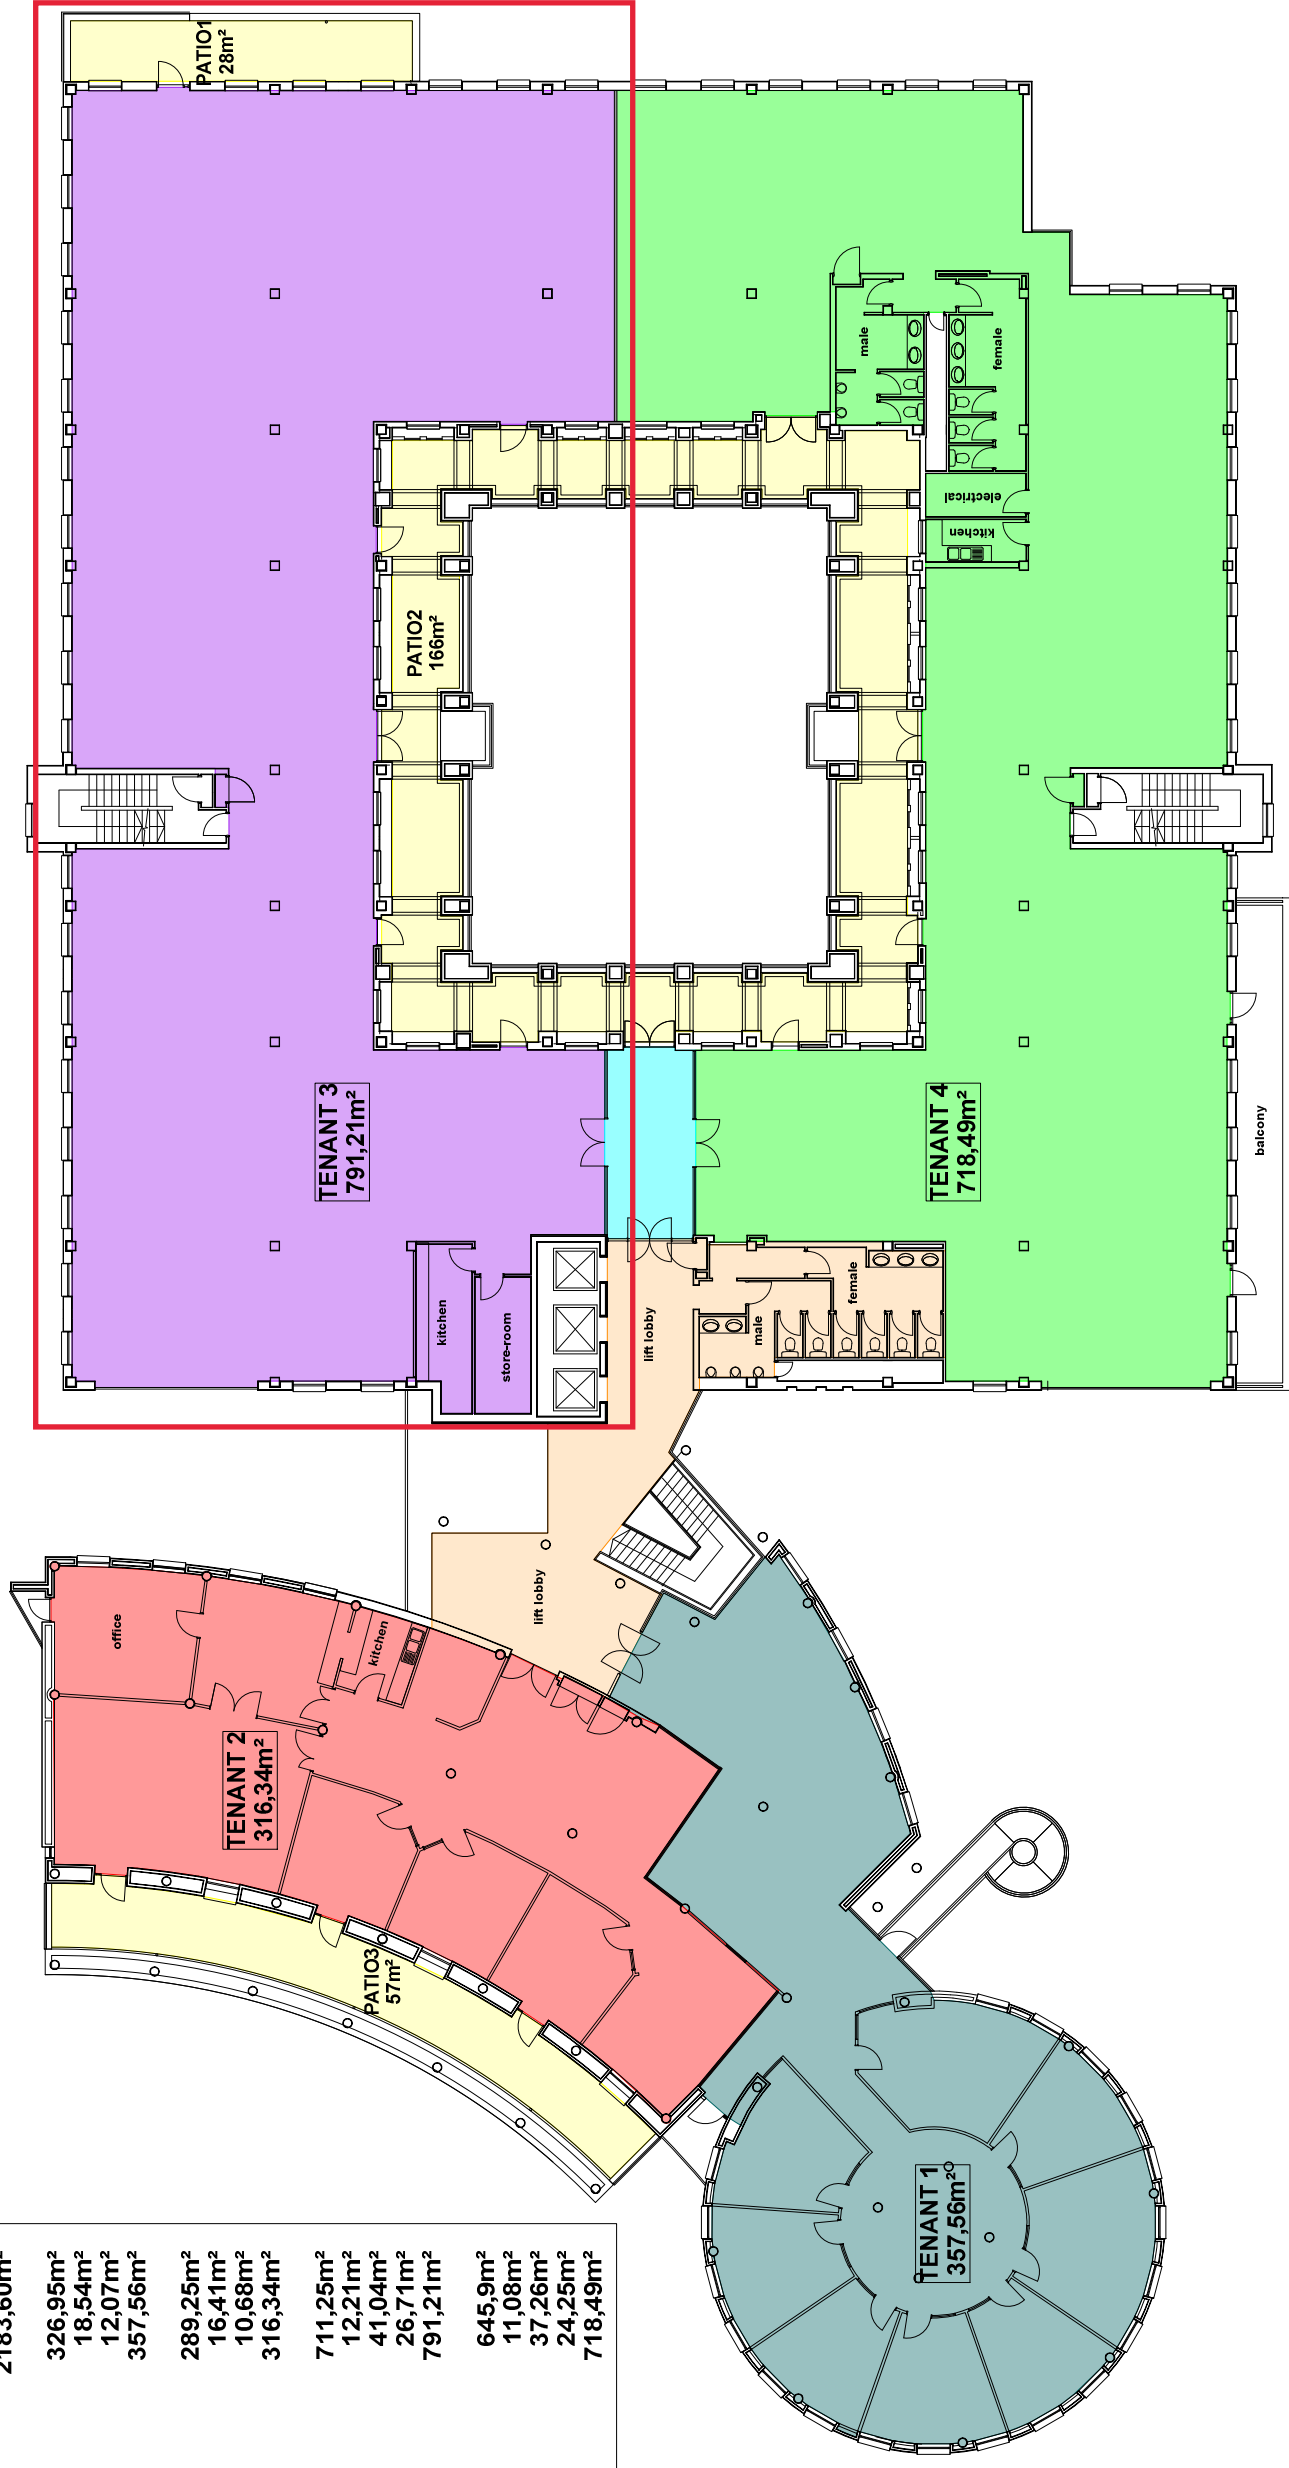 PATIO1
28m²
male
female
electrical
kitchen
PATIO2
166m²
TENANT 3
791,21m²
TENANT 4
718,49m²
balcony
kitchen
store-room
lift lobby
male
female
lift lobby
office
kitchen
TENANT 2
316,34m²
PATIO3
57m²
TENANT 1
357,56m²
2183,60m²
326,95m²
18,54m²
12,07m²
357,56m²
289,25m²
16,41m²
10,68m²
316,34m²
711,25m²
12,21m²
41,04m²
26,71m²
791,21m²
645,9m²
11,08m²
37,26m²
24,25m²
718,49m²